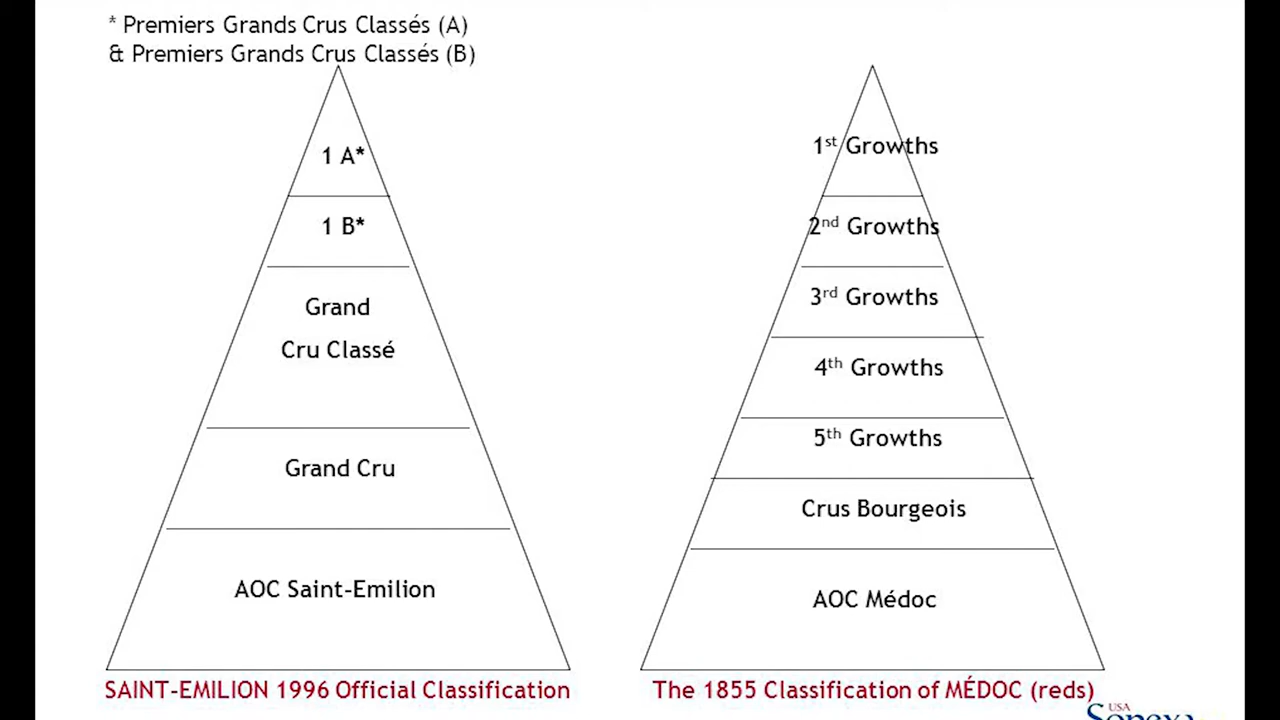 * Premiers Grands Crus Classés (A)
& Premiers Grands Crus Classés (B)
1 A*
1 B*
Grand
Cru Classé
Grand Cru
AOC Saint-Emilion
SAINT-EMILION 1996 Official Classification
1st Growths
2nd Growths
3rd Growths
4th Growths
5th Growths
Crus Bourgeois
AOC Médoc
The 1855 Classification of MÉDOC (reds)
USA
Sopexa